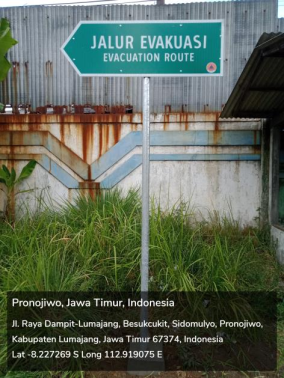 JALUR EVAKUASI
EVACUATION ROUTE
Pronojiwo, Jawa Timur, Indonesia
Jl. Raya Dampit-Lumajang, Besukcukit, Sidomulyo, Pronojiwo,
Kabupaten Lumajang, Jawa Timur 67374, Indonesia
Lat -8.227269 S Long 112.919075 E